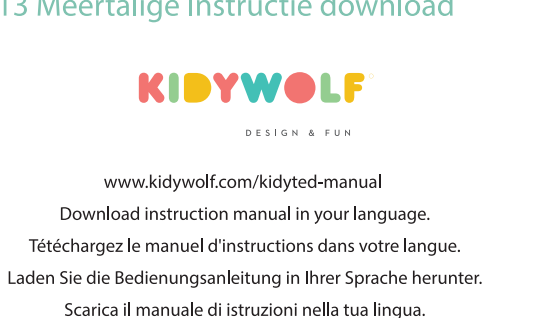 13 Meertalige Instructie download
KIDYWOLF
DESIGN & FUN
www.kidywolf.com/kidyted-manual
Download instruction manual in your language.
Tétéchargez le manuel d'instructions dans votre langue.
Laden Sie die Bedienungsanleitung in Ihrer Sprache herunter.
Scarica il manuale di istruzioni nella tua lingua.